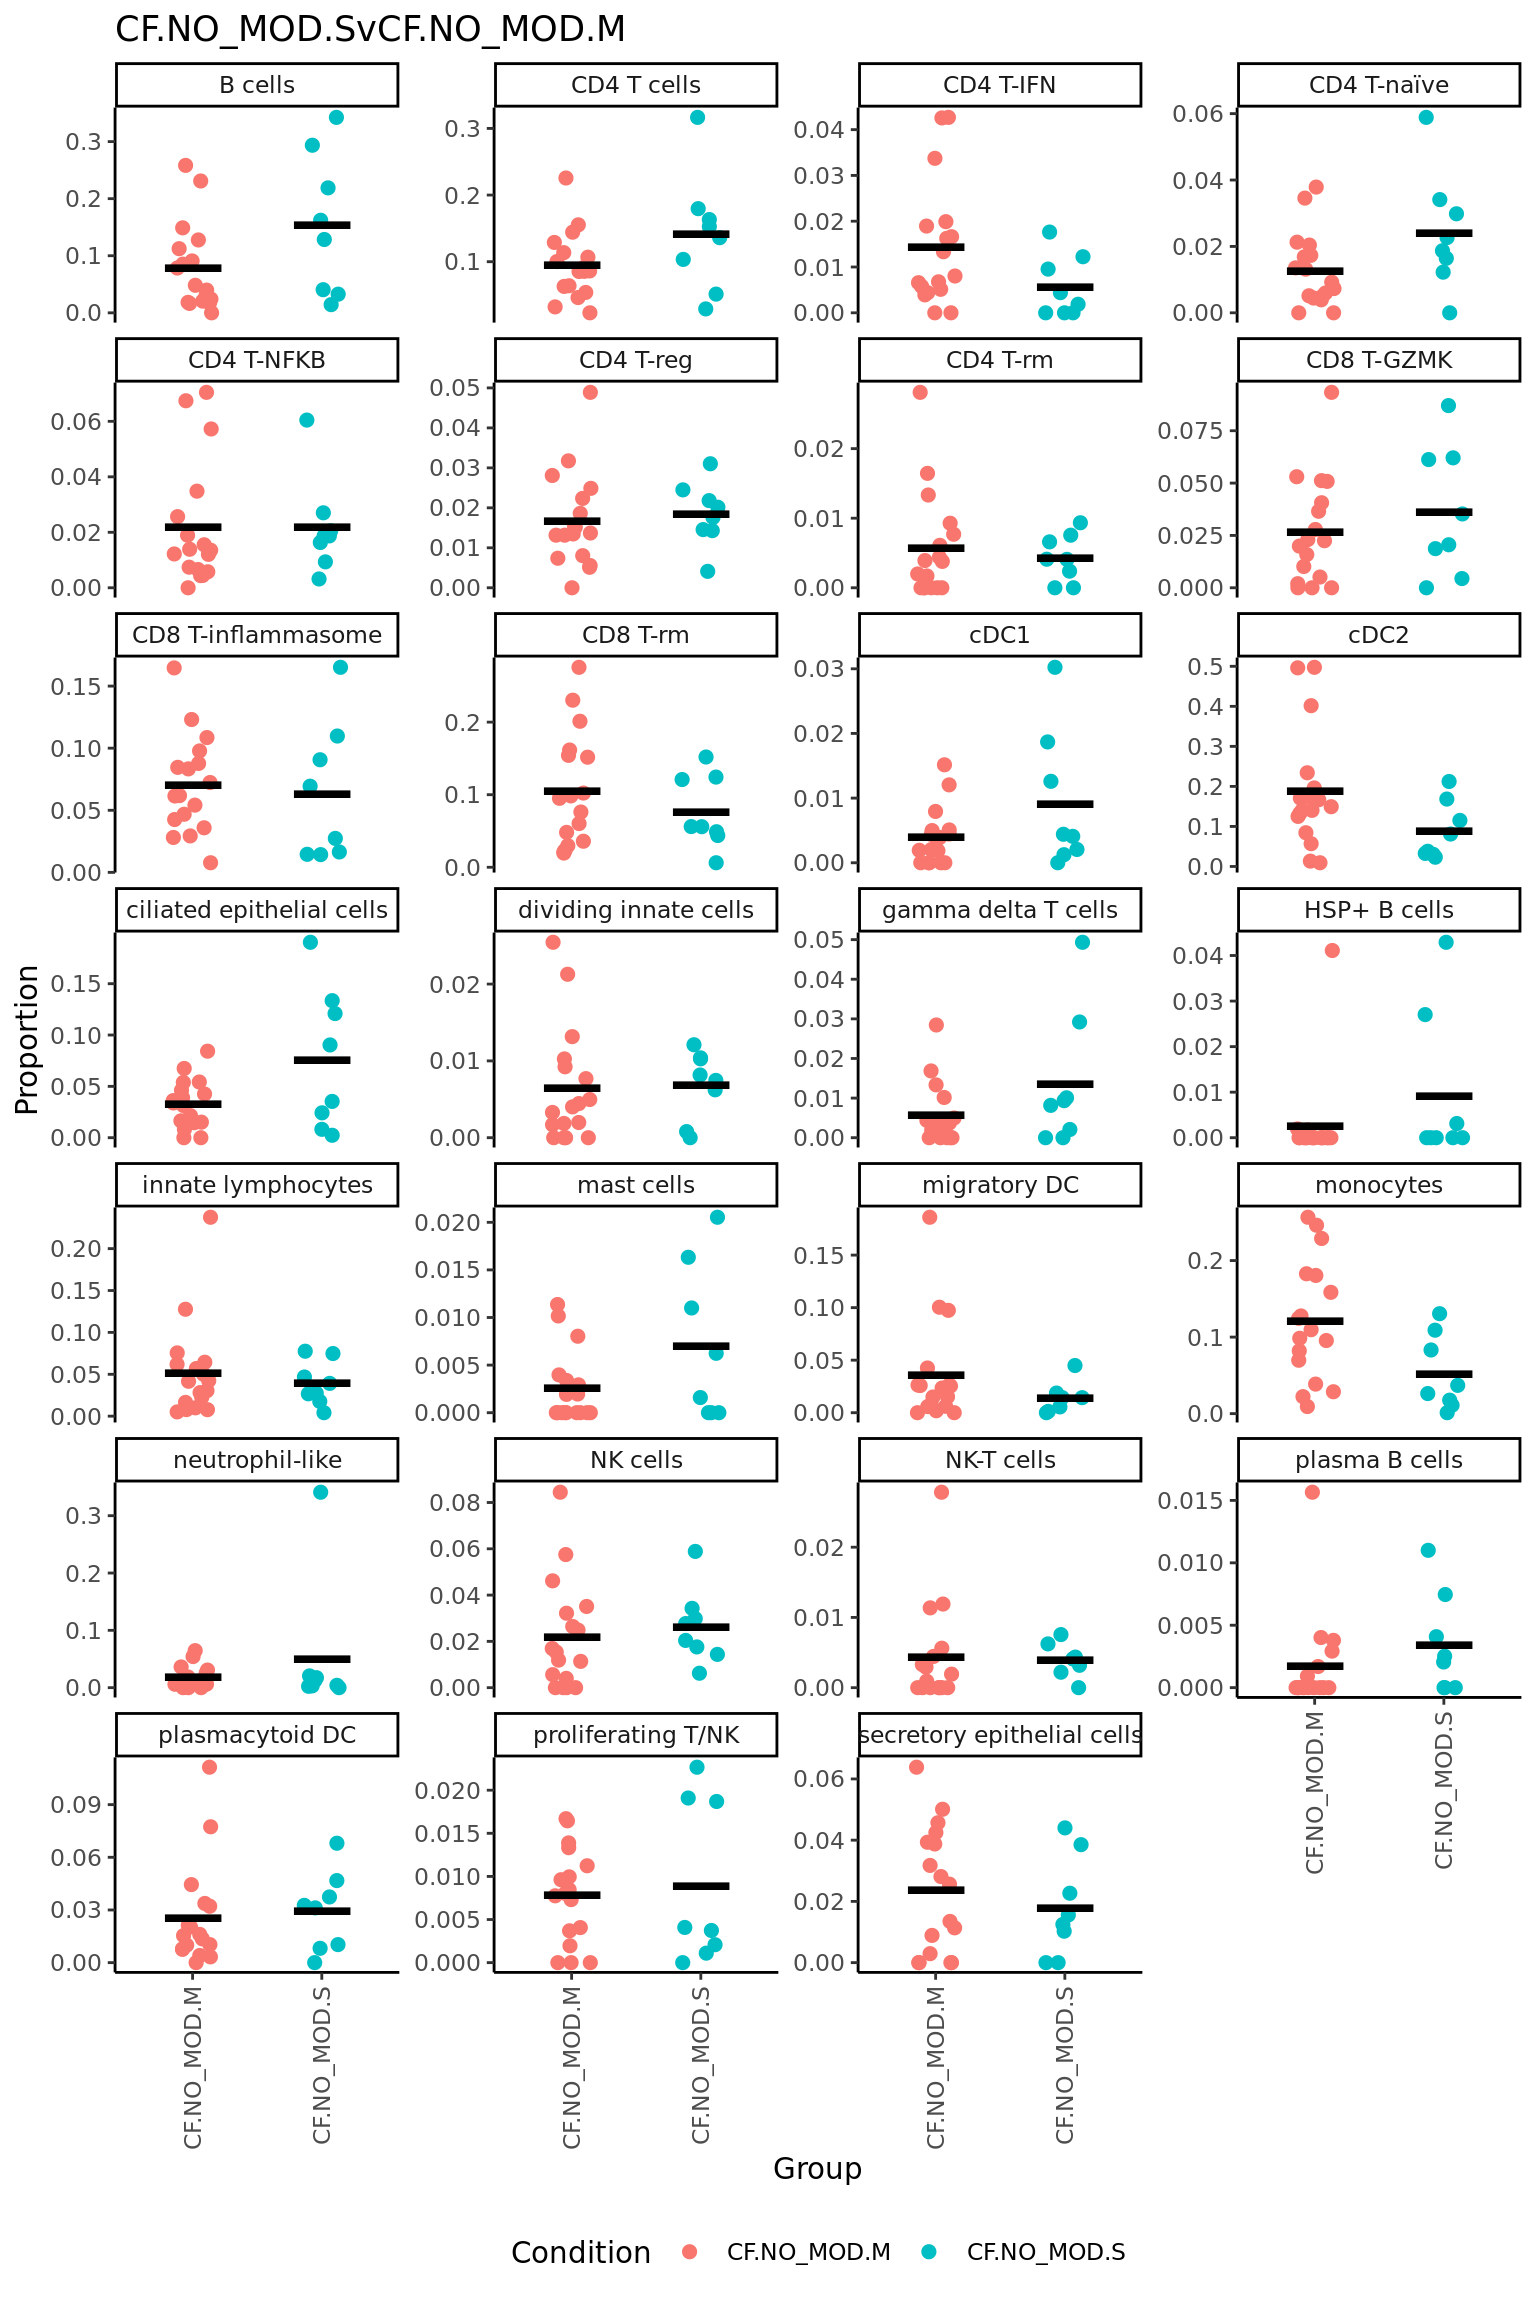 CF.NO_MOD.SvCF.NO_MOD.M
B cells
CD4 T cells
CD4 T-IFN
CD4 T-naïve
0.3
0.2
0.1
0.0
0.3
0.2
0.1
0.04
0.03
0.02
0.01
0.00
0.06
0.04
0.02
0.00
CD4 T-NFKB
CD4 T-reg
CD4 T-rm
CD8 T-GZMK
0.06
0.04
0.02
0.00
0.05
0.04
0.03
0.02
0.01
0.00
0.02
0.01
0.00
0.075
0.050
0.025
0.000
CD8 T-inflammasome
CD8 T-rm
cDC1
cDC2
0.15
0.10
0.05
0.00
0.2
0.1
0.0
0.03
0.02
0.01
0.00
0.5
0.4
0.3
0.2
0.1
0.0
ciliated epithelial cells
dividing innate cells
gamma delta T cells
HSP+ B cells
0.15
0.10
0.05
0.00
0.02
0.01
0.00
0.05
0.04
0.03
0.02
0.01
0.00
0.04
0.03
0.02
0.01
0.00
innate lymphocytes
mast cells
migratory DC
monocytes
0.20
0.15
0.10
0.05
0.00
0.020
0.015
0.010
0.005
0.000
0.15
0.10
0.05
0.00
0.2
0.1
0.0
neutrophil-like
NK cells
NK-T cells
plasma B cells
0.3
0.2
0.1
0.0
0.08
0.06
0.04
0.02
0.00
0.02
0.01
0.00
0.015
0.010
0.005
0.000
CF.NO_MOD.M
CF.NO_MOD.S
plasmacytoid DC
proliferating T/NK
secretory epithelial cells
0.09
0.06
0.03
0.00
0.020
0.015
0.010
0.005
0.000
0.06
0.04
0.02
0.00
CF.NO_MOD.M
CF.NO_MOD.S
CF.NO_MOD.M
CF.NO_MOD.S
CF.NO_MOD.M
CF.NO_MOD.S
Proportion
Group
Condition
CF.NO_MOD.M
CF.NO_MOD.S